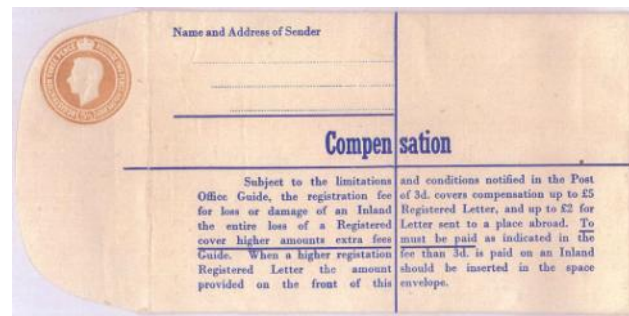 REGISTRATION THREE PENCE
Name and Address of Sender
Compensation
Subject to the limitations and conditions notified in the Post
Office Guide, the registration fee of 3d. covers compensation up to £5
for loss or damage of an Inland Registered Letter, and up to £2 for
the entire loss of a Registered Letter sent to a place abroad. To
cover higher amounts extra fees must be paid as indicated in the
Guide. When a higher registation fee than 3d. is paid on an Inland
Registered Letter the amount should be inserted in the space
provided on the front of this envelope.